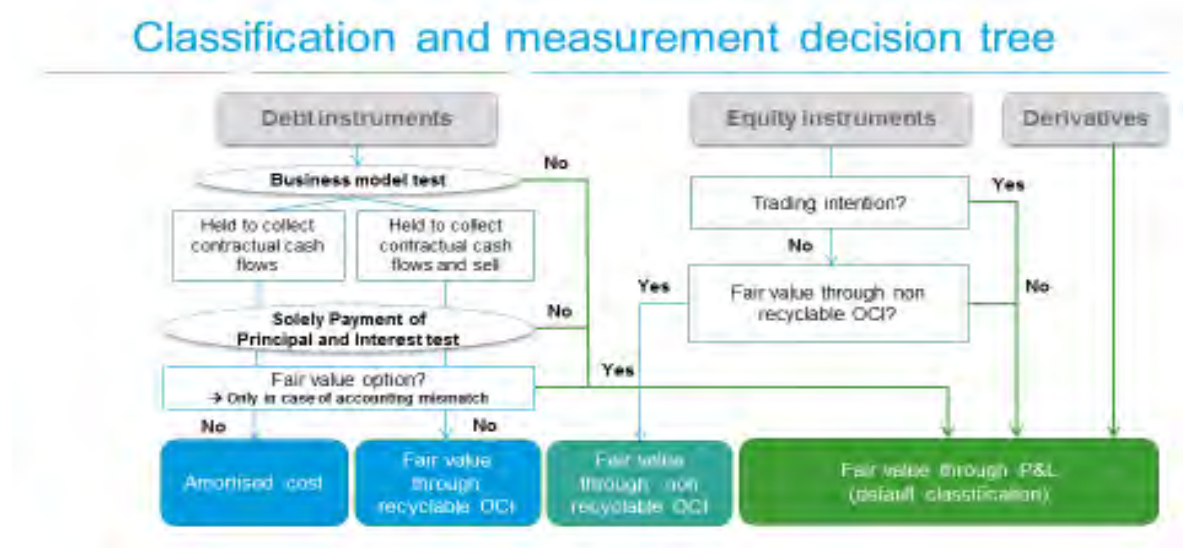 Classification and measurement decision tree
Debt instruments
Equity instruments
Derivatives
Business model test
No
Held to collect
contractual cash
flows
Held to collect
contractual cash
flows and sell
Solely Payment of
Principal and Interest test
No
Fair value option?
→ Only in case of accounting mismatch
Yes
No
No
Trading intention?
Yes
No
Fair value through non
recyclable OCI?
Yes
No
Amortised cost
Fair value
through
recyclable OCI
Fair value
through non
recyclable OCI
Fair value through P&L
(default classification)